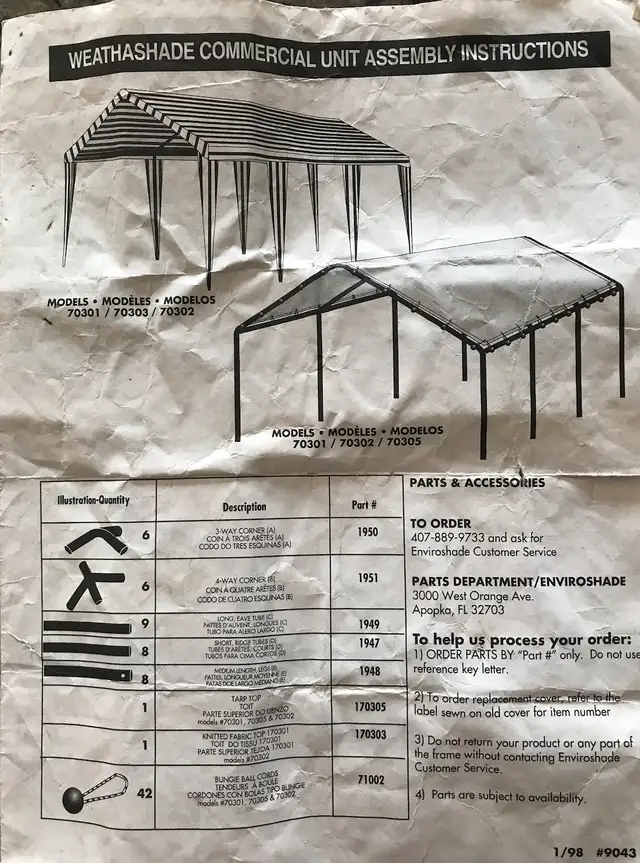 WEATHASHADE COMMERCIAL UNIT ASSEMBLY INSTRUCTIONS
MODELS • MODÈLES • MODELOS
70301 / 70303 / 70302
MODELS • MODÈLES • MODELOS
70301 / 70302 / 70305
Illustration-Quantity
Description
Part #
6
3-WAY CORNER (A)
COIN À TROIS ARÊTES (A)
CODO DO TRES ESQUINAS (A)
1950
6
4-WAY CORNER (B)
COIN A QUATRE ARÊTES (B)
CODO DE CUATRO ESQUINAS (B)
1951
9
LONG, EAVE TUBE (C)
PATTES D'AUVENT, LONGUES (C)
TUBO PARA ALERO LARGO (C)
1949
8
SHORT, RIDGE TUBES (D)
TUBES D'ARÊTES; COURTS (D)
TUBOS PARA CIMA CORTOS (D)
1947
8
MEDIUM LENGTH, LEGS (E)
PATTES, LONGUEUR MOYENNE (E)
PATAS DOE LARGO MEDIANO (E)
1948
1
TARP TOP
TOIT
PARTE SUPERIOR DO LIENZO
models #70301, 70305 & 70302
170305
1
KNITTED FABRIC TOP 170301
TOIT DO TISSU 170301
PARTE SUPERIOR TEJIDA 170301
models #70302
170303
42
BUNGIE BALL CORDS
TENDEURS À BOULE
CORDONES CON BOLAS TIPO BUNGIE
models #70301, 70305 & 70302
71002
PARTS & ACCESSORIES
TO ORDER
407-889-9733 and ask for
Enviroshade Customer Service
PARTS DEPARTMENT/ENVIROSHADE
3000 West Orange Ave.
Apopka, FL 32703
To help us process your order:
1) ORDER PARTS BY "Part #" only. Do not use
reference key letter.
2) To order replacement cover, refer to the
label sewn on old cover for item number
3) Do not return your product or any part of
the frame without contacting Enviroshade
Customer Service.
4) Parts are subject to availability.
1/98 #9043